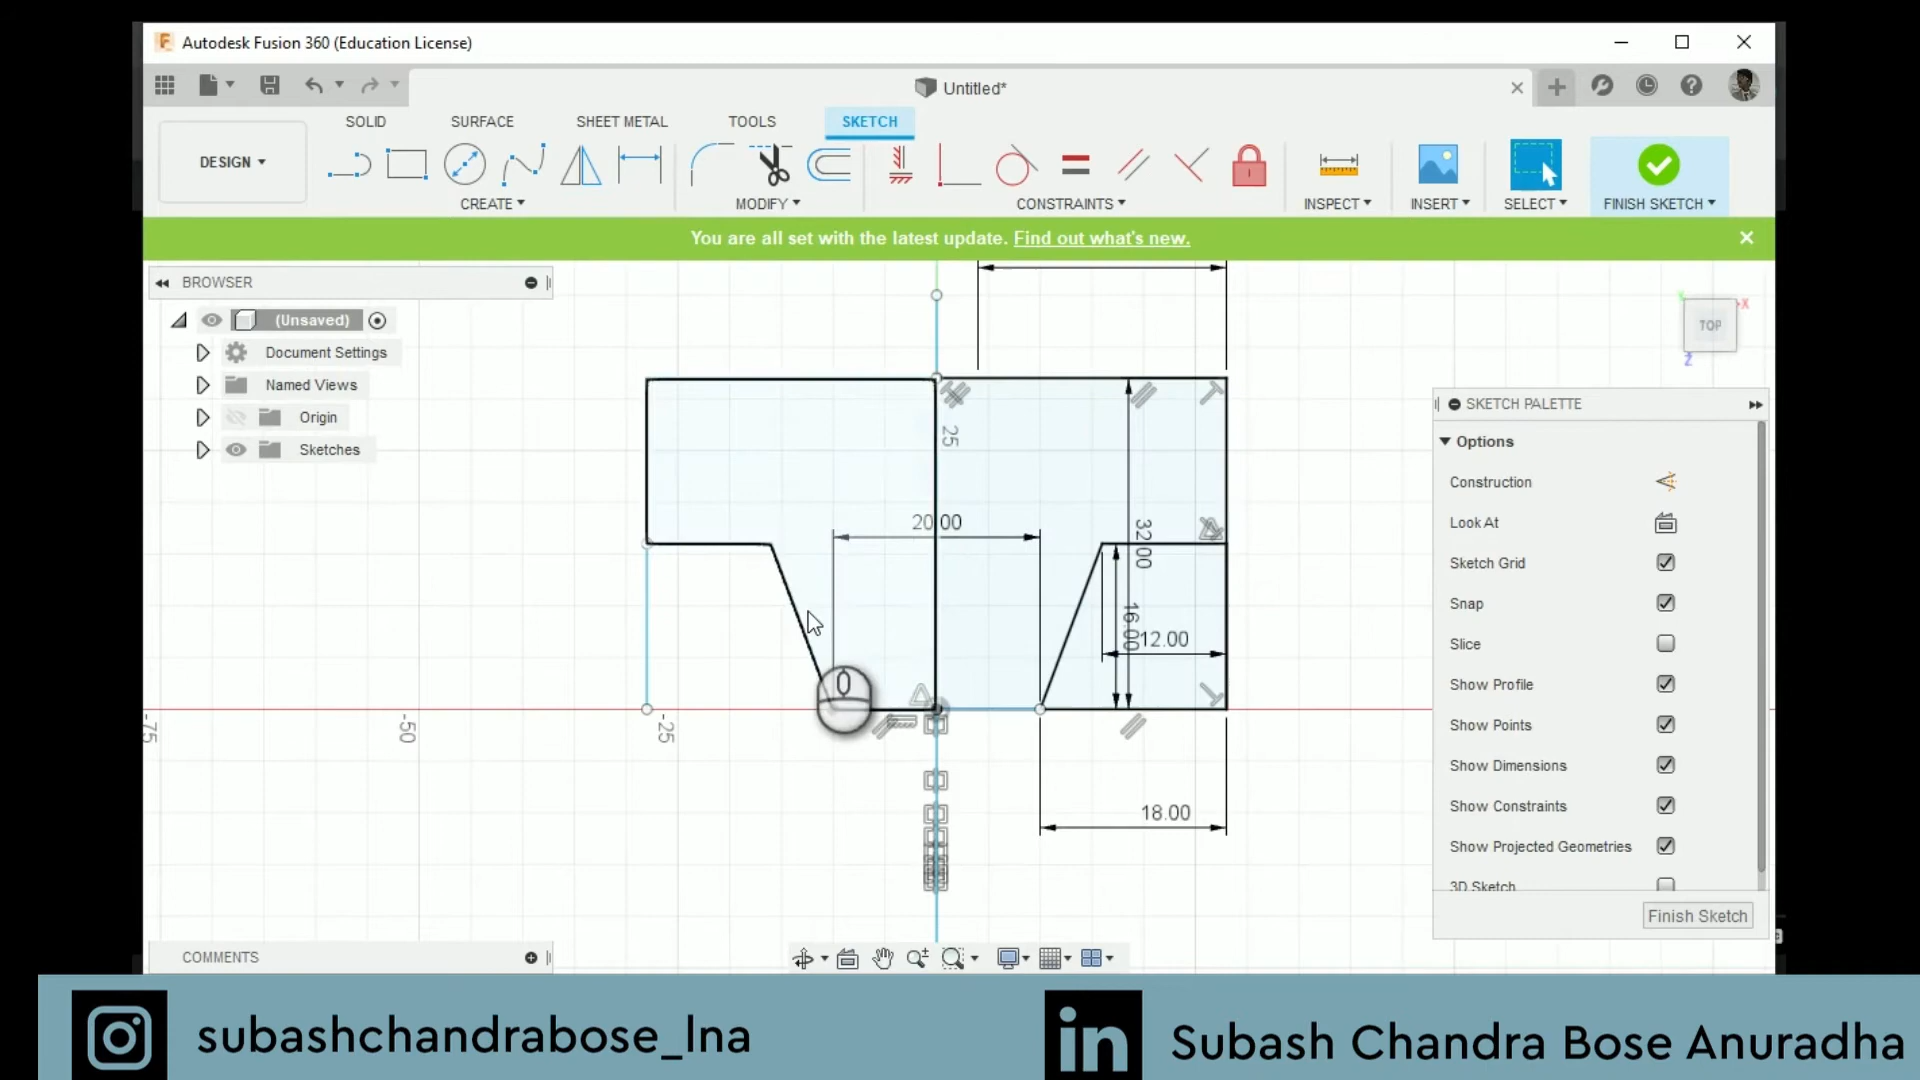 Autodesk Fusion 360 (Education License)
Untitled*
SOLID SURFACE SHEET METAL TOOLS SKETCH
DESIGN
CREATE MODIFY CONSTRAINTS INSPECT INSERT SELECT FINISH SKETCH
You are all set with the latest update. Find out what's new.
BROWSER
(Unsaved)
Document Settings
Named Views
Origin
Sketches
TOP
X
Y
Z
25
20.00
32.00
16.00
12.00
18.00
-75
-50
-25
SKETCH PALETTE
Options
Construction
Look At
Sketch Grid
Snap
Slice
Show Profile
Show Points
Show Dimensions
Show Constraints
Show Projected Geometries
3D Sketch
Finish Sketch
COMMENTS
subashchandrabose_lna
in Subash Chandra Bose Anuradha